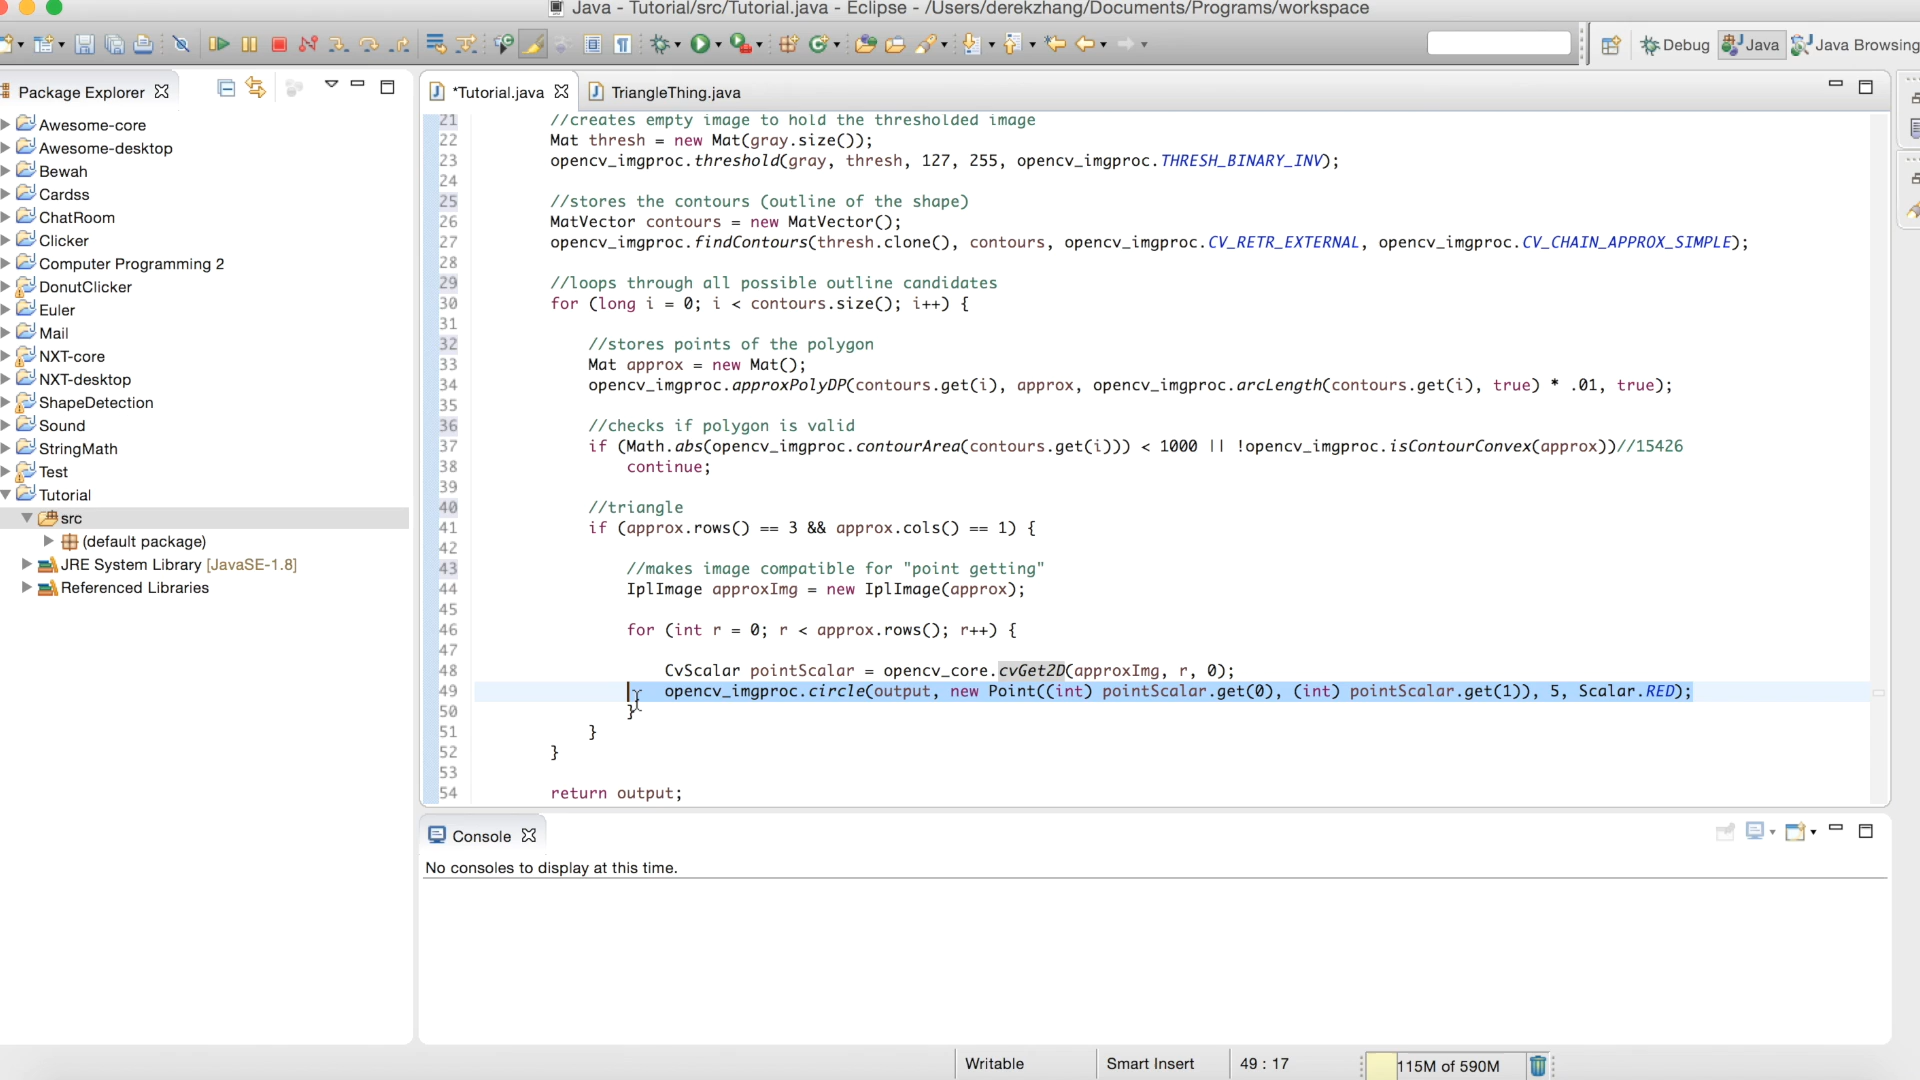 Java - Tutorial/src/Tutorial.java - Eclipse - /Users/derekzhang/Documents/Programs/workspace
Debug Java Java Browsing
Package Explorer
*Tutorial.java TriangleThing.java
Awesome-core
Awesome-desktop
Bewah
Cardss
ChatRoom
Clicker
Computer Programming 2
DonutClicker
Euler
Mail
NXT-core
NXT-desktop
ShapeDetection
Sound
StringMath
Test
Tutorial
src
(default package)
JRE System Library [JavaSE-1.8]
Referenced Libraries
21 //creates empty image to hold the thresholded image
22 Mat thresh = new Mat(gray.size());
23 opencv_imgproc.threshold(gray, thresh, 127, 255, opencv_imgproc.THRESH_BINARY_INV);
24
25 //stores the contours (outline of the shape)
26 MatVector contours = new MatVector();
27 opencv_imgproc.findContours(thresh.clone(), contours, opencv_imgproc.CV_RETR_EXTERNAL, opencv_imgproc.CV_CHAIN_APPROX_SIMPLE);
28
29 //loops through all possible outline candidates
30 for (long i = 0; i < contours.size(); i++) {
31
32 //stores points of the polygon
33 Mat approx = new Mat();
34 opencv_imgproc.approxPolyDP(contours.get(i), approx, opencv_imgproc.arcLength(contours.get(i), true) * .01, true);
35
36 //checks if polygon is valid
37 if (Math.abs(opencv_imgproc.contourArea(contours.get(i))) < 1000 || !opencv_imgproc.isContourConvex(approx))//15426
38 continue;
39
40 //triangle
41 if (approx.rows() == 3 && approx.cols() == 1) {
42
43 //makes image compatible for "point getting"
44 IplImage approxImg = new IplImage(approx);
45
46 for (int r = 0; r < approx.rows(); r++) {
47
48 CvScalar pointScalar = opencv_core.cvGet2D(approxImg, r, 0);
49 opencv_imgproc.circle(output, new Point((int) pointScalar.get(0), (int) pointScalar.get(1)), 5, Scalar.RED);
50 }
51 }
52 }
53
54 return output;
Console
No consoles to display at this time.
Writable Smart Insert 49 : 17 115M of 590M